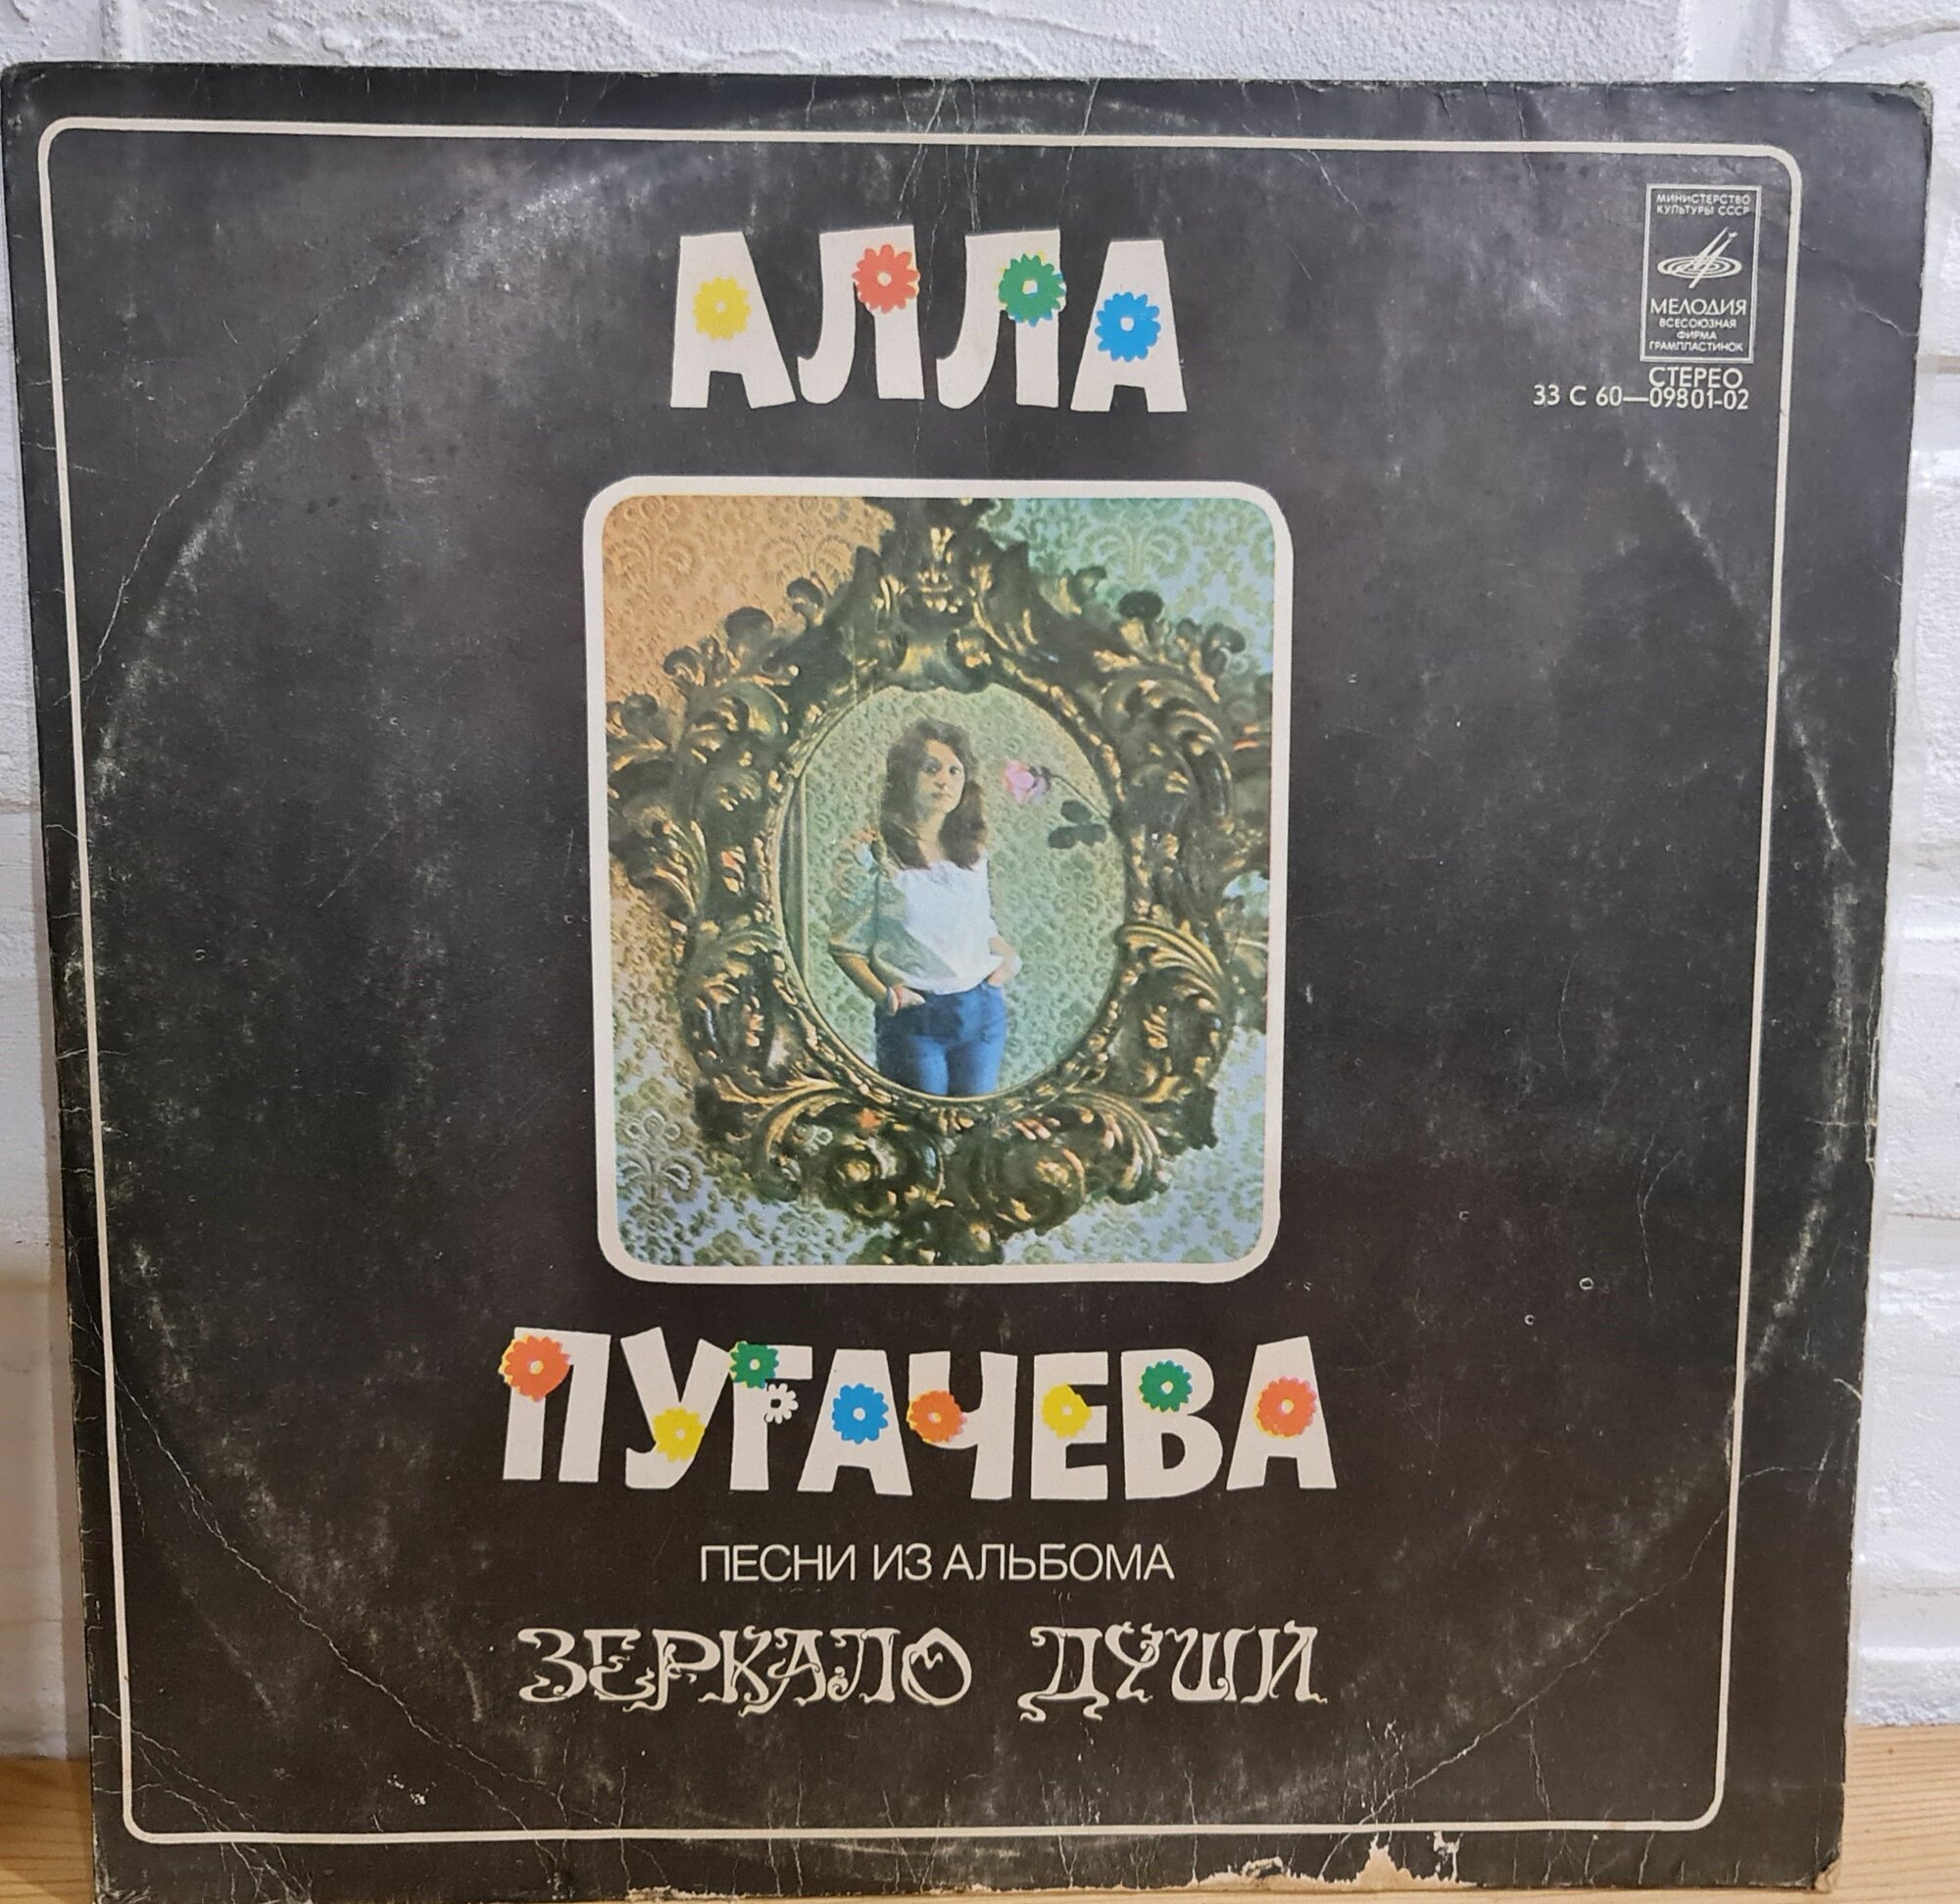 АЛЛА
МИНИСТЕРСТВО
КУЛЬТУРЫ СССР
МЕЛОДИЯ
ВСЕСОЮЗНАЯ
ФИРМА
ГРАМПЛАСТИНОК
СТЕРЕО
33 С 60—09801-02
ПУГАЧЕВА
ПЕСНИ ИЗ АЛЬБОМА
ЗЕРКАЛО ДУШИ